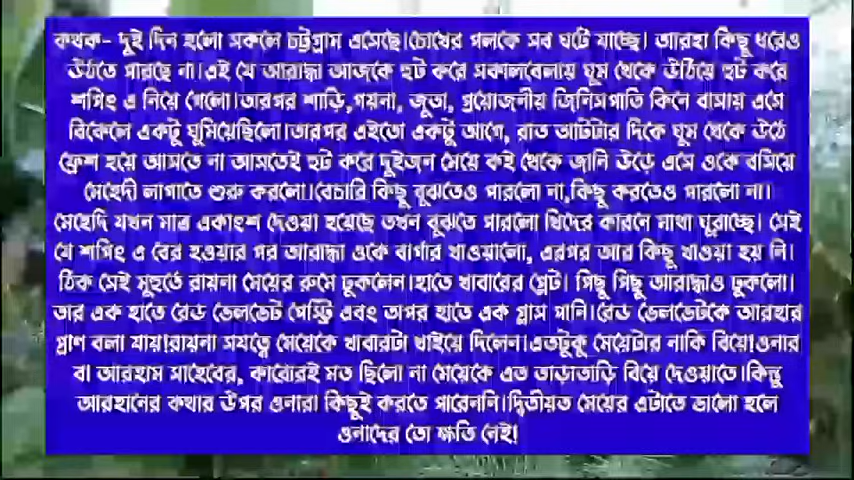 কথক- দুই দিন হলো সকলে চট্টগ্রাম এসেছে।চোখের পলকে সব ঘটে যাচ্ছে। আরহা কিছু ধরেও
উঠতে পারছে না।এই যে আরাদ্ধা আজকে হুট করে সকালবেলায় ঘুম থেকে উঠিয়ে হুট করে
শপিং এ নিয়ে গেলো।তারপর শাড়ি,গয়না, জুতা, প্রয়োজনীয় জিনিসপাতি কিনে বাসায় এসে
বিকেলে একটু ঘুমিয়েছিলো।তারপর এইতো একটু আগে, রাত আটটার দিকে ঘুম থেকে উঠে
ফ্রেশ হয়ে আসতে না আসতেই হুট করে দুইজন মেয়ে কই থেকে জানি উড়ে এসে ওকে বসিয়ে
মেহেদী লাগাতে শুরু করলো।বেচারি কিছু বুঝতেও পারলো না,কিছু করতেও পারলো না।
মেহেদি যখন মাত্র একাংশ দেওয়া হয়েছে তখন বুঝতে পারলো খিদের কারনে মাথা ঘুরাচ্ছে। সেই
যে শপিং এ বের হওয়ার পর আরাদ্ধা ওকে বার্গার খাওয়ালো, এরপর আর কিছু খাওয়া হয় নি।
ঠিক সেই মুহুর্তে রায়না মেয়ের রুমে ঢুকলেন।হাতে খাবারের প্লেট। পিছু পিছু আরাদ্ধাও ঢুকলো।
তার এক হাতে রেড ভেলভেট পেস্ট্রি এবং অপর হাতে এক গ্লাস পানি।রেড ভেলভেটকে আরহার
প্রাণ বলা যায়।রায়না সযত্নে মেয়েকে খাবারটা খাইয়ে দিলেন।এতটুকু মেয়েটার নাকি বিয়ে।ওনার
বা আরহাম সাহেবের, কারোরই মত ছিলো না মেয়েকে এত তাড়াতাড়ি বিয়ে দেওয়াতে।কিন্তু
আরহানের কথার উপর ওনারা কিছুই করতে পারেননি।দ্বিতীয়ত মেয়ের এটাতে ভালো হলে
ওনাদের তো ক্ষতি নেই!